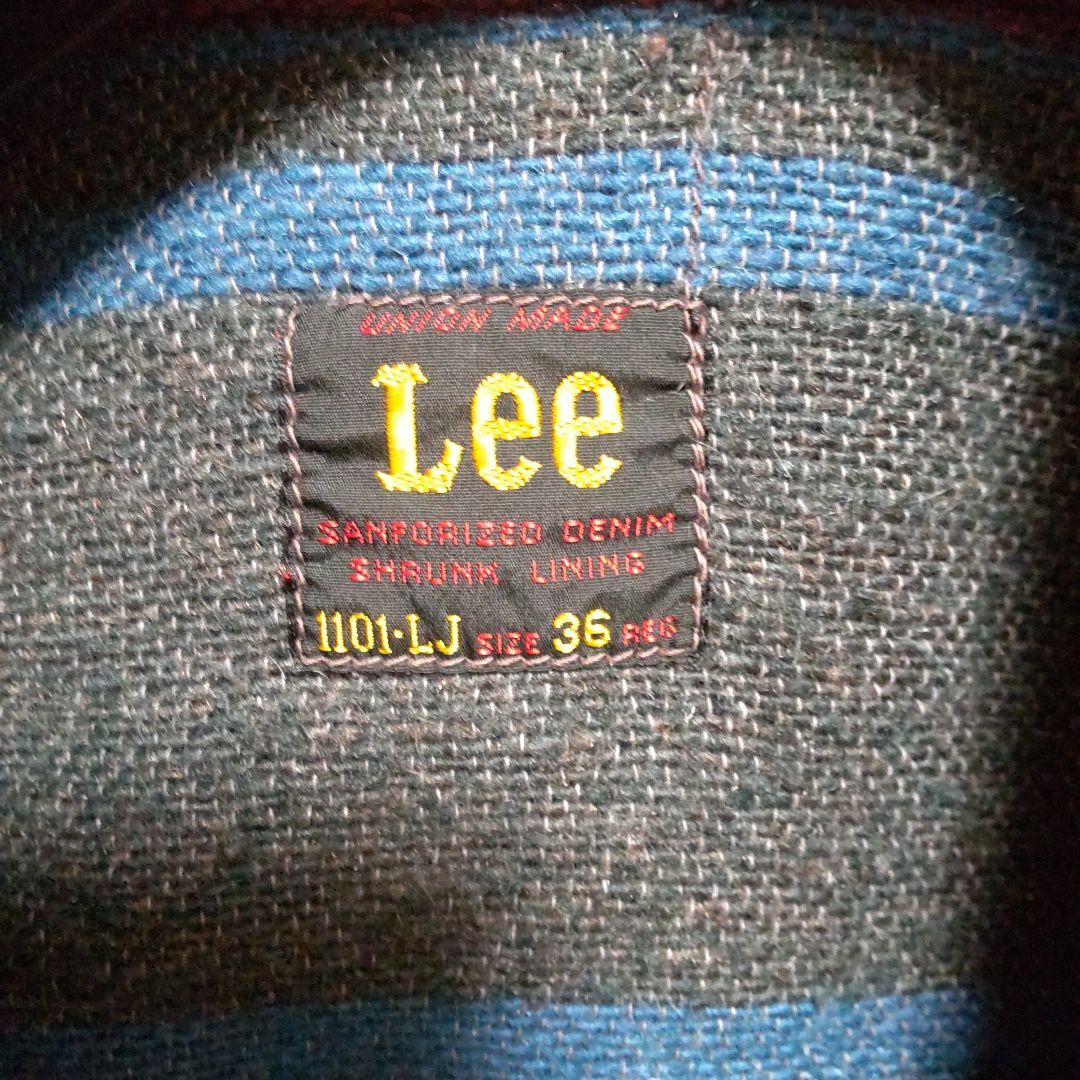 UNION MADE
Lee
SANFORIZED DENIM
SHRUNK LINING
1101·LJ SIZE 36 REG